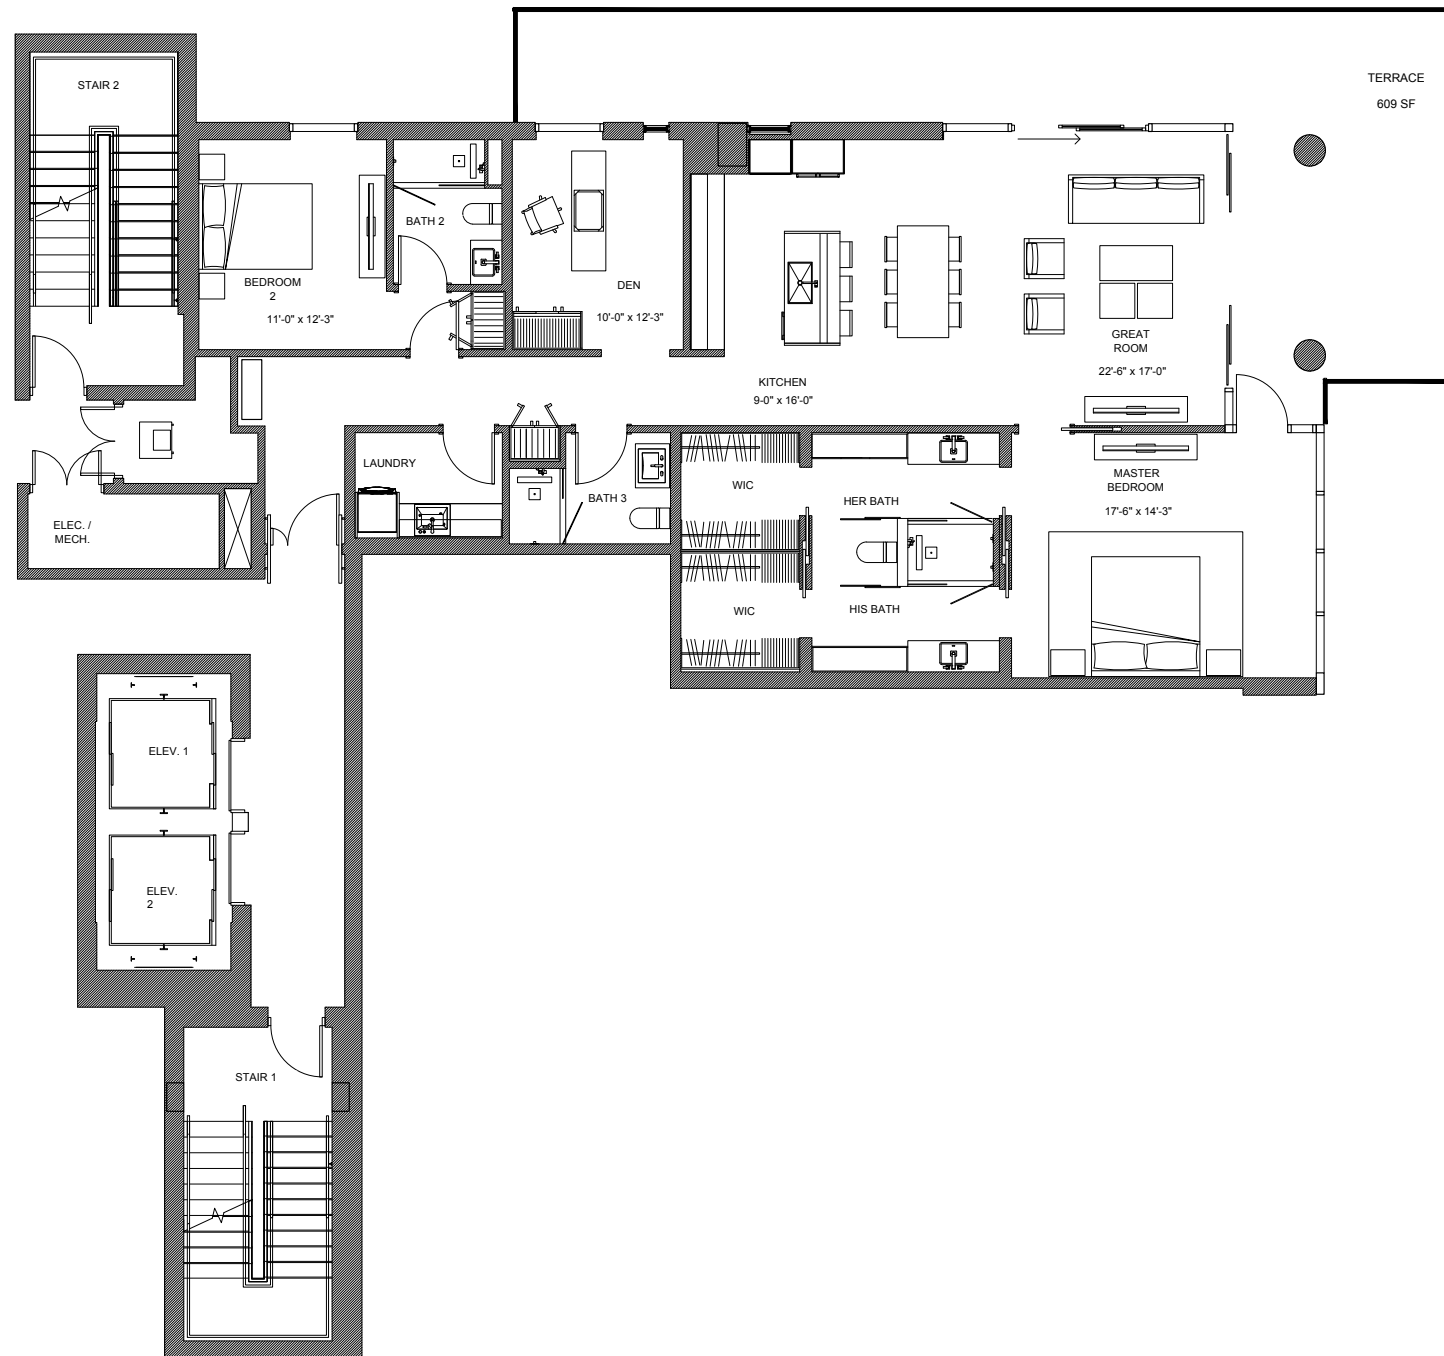 TERRACE
609 SF
STAIR 2
BATH 2
BEDROOM
2
11'-0" x 12'-3"
DEN
10'-0" x 12'-3"
GREAT
ROOM
22'-6" x 17'-0"
KITCHEN
9-0" x 16'-0"
LAUNDRY
BATH 3
WIC
HER BATH
MASTER
BEDROOM
17'-6" x 14'-3"
ELEC. /
MECH.
WIC
HIS BATH
ELEV. 1
ELEV.
2
STAIR 1